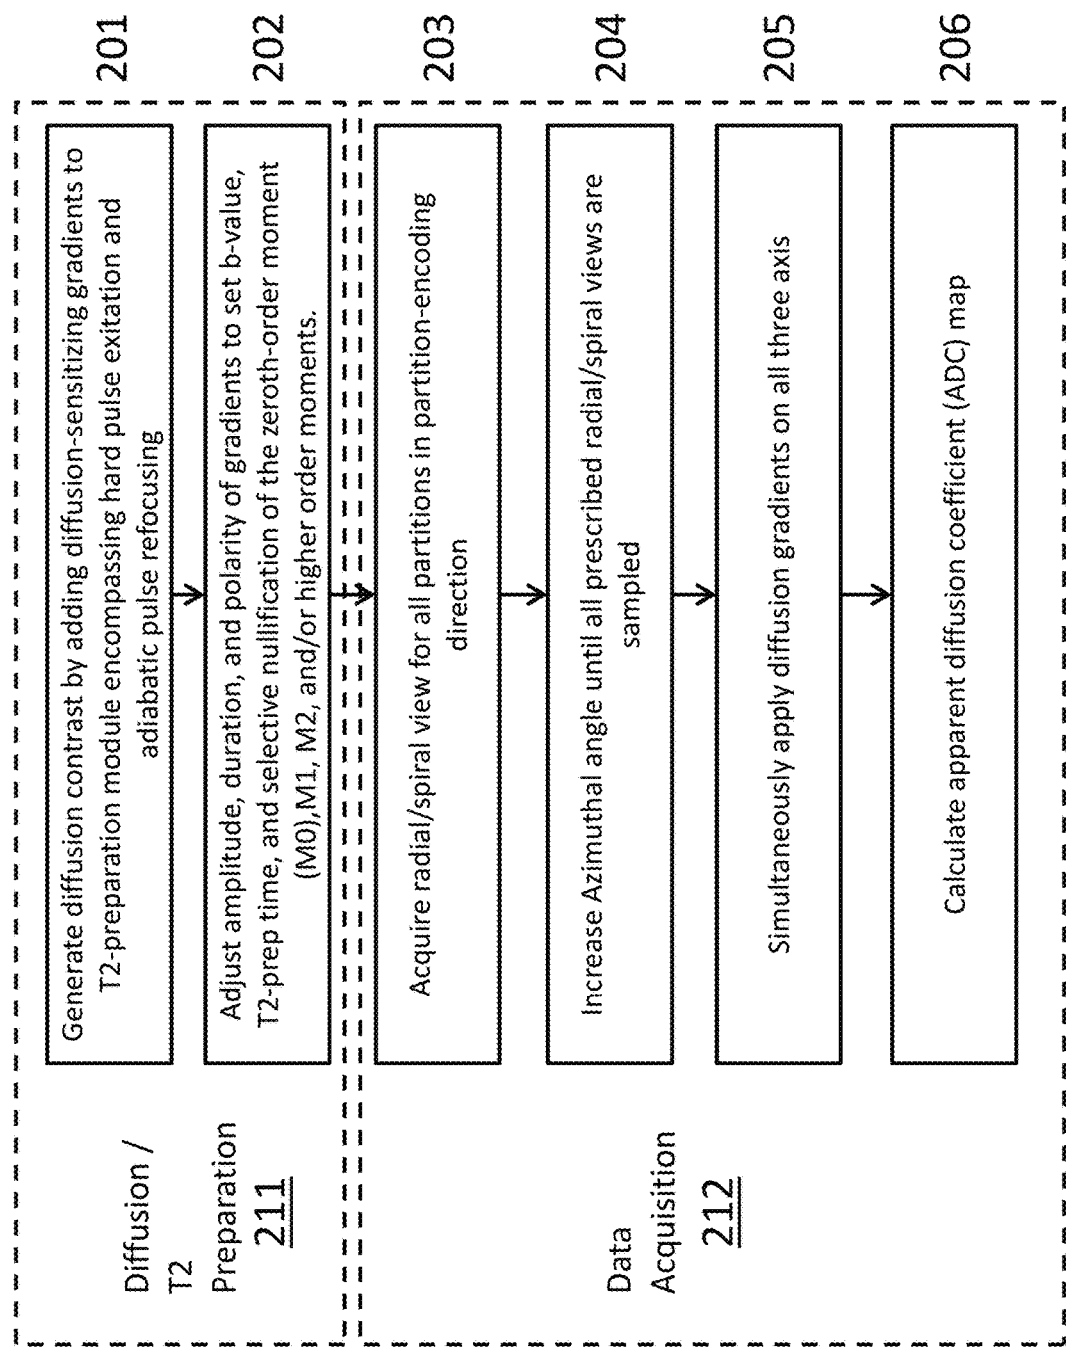 Diffusion /
T2
Preparation
211
Generate diffusion contrast by adding diffusion-sensitizing gradients to
T2-preparation module encompassing hard pulse exitation and
adiabatic pulse refocusing
201
Adjust amplitude, duration, and polarity of gradients to set b-value,
T2-prep time, and selective nullification of the zeroth-order moment
(M0),M1, M2, and/or higher order moments.
202
Data
Acquisition
212
Acquire radial/spiral view for all partitions in partition-encoding
direction
203
Increase Azimuthal angle until all prescribed radial/spiral views are
sampled
204
Simultaneously apply diffusion gradients on all three axis
205
Calculate apparent diffusion coefficient (ADC) map
206